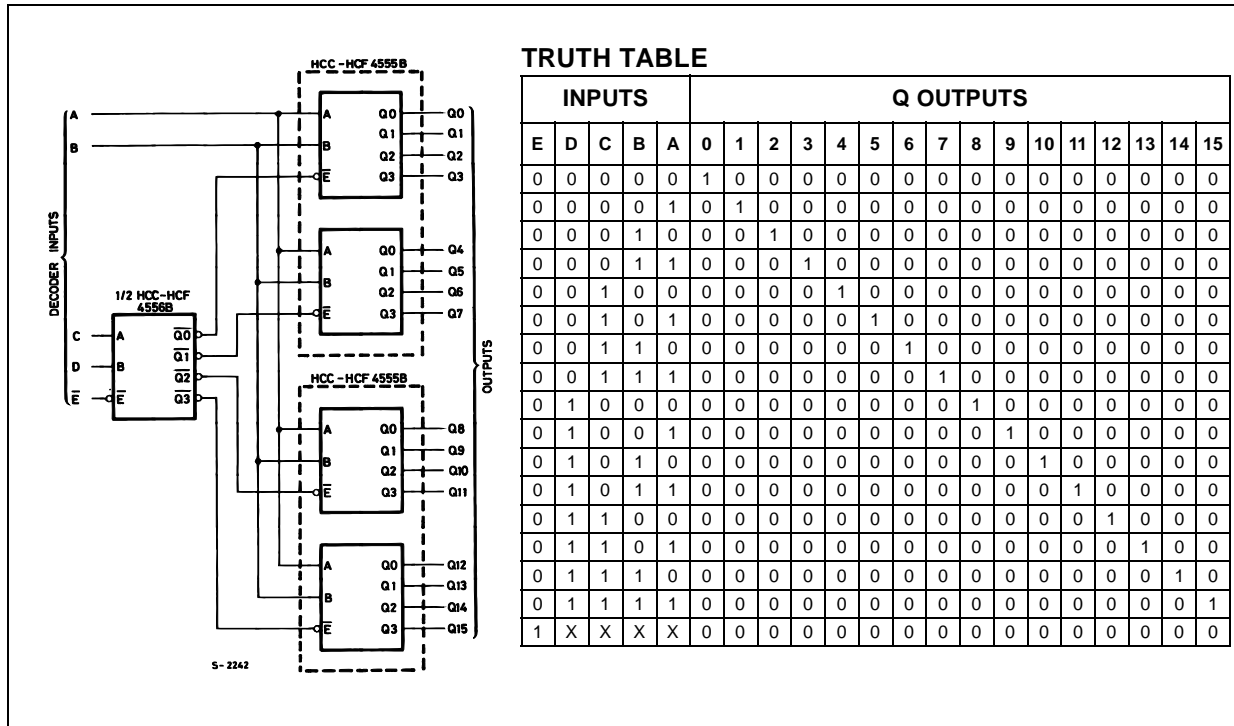 HCC-HCF 4555B
A
B
DECODER INPUTS
A Q0 Q0
Q1 Q1
B Q2 Q2
E̅ Q3 Q3
A Q0 Q4
Q1 Q5
B Q2 Q6
E̅ Q3 Q7
1/2 HCC-HCF
4556B
C A Q̅0̅
Q̅1̅
D B Q̅2̅
E̅ E̅ Q̅3̅
OUTPUTS
HCC-HCF 4555B
A Q0 Q8
Q1 Q9
B Q2 Q10
E̅ Q3 Q11
A Q0 Q12
Q1 Q13
B Q2 Q14
E̅ Q3 Q15
S-2242
TRUTH TABLE
INPUTS Q OUTPUTS
E D C B A 0 1 2 3 4 5 6 7 8 9 10 11 12 13 14 15
0 0 0 0 0 1 0 0 0 0 0 0 0 0 0 0 0 0 0 0 0
0 0 0 0 1 0 1 0 0 0 0 0 0 0 0 0 0 0 0 0 0
0 0 0 1 0 0 0 1 0 0 0 0 0 0 0 0 0 0 0 0 0
0 0 0 1 1 0 0 0 1 0 0 0 0 0 0 0 0 0 0 0 0
0 0 1 0 0 0 0 0 0 1 0 0 0 0 0 0 0 0 0 0 0
0 0 1 0 1 0 0 0 0 0 1 0 0 0 0 0 0 0 0 0 0
0 0 1 1 0 0 0 0 0 0 0 1 0 0 0 0 0 0 0 0 0
0 0 1 1 1 0 0 0 0 0 0 0 1 0 0 0 0 0 0 0 0
0 1 0 0 0 0 0 0 0 0 0 0 0 1 0 0 0 0 0 0 0
0 1 0 0 1 0 0 0 0 0 0 0 0 0 1 0 0 0 0 0 0
0 1 0 1 0 0 0 0 0 0 0 0 0 0 0 1 0 0 0 0 0
0 1 0 1 1 0 0 0 0 0 0 0 0 0 0 0 1 0 0 0 0
0 1 1 0 0 0 0 0 0 0 0 0 0 0 0 0 0 1 0 0 0
0 1 1 0 1 0 0 0 0 0 0 0 0 0 0 0 0 0 1 0 0
0 1 1 1 0 0 0 0 0 0 0 0 0 0 0 0 0 0 0 1 0
0 1 1 1 1 0 0 0 0 0 0 0 0 0 0 0 0 0 0 0 1
1 X X X X 0 0 0 0 0 0 0 0 0 0 0 0 0 0 0 0